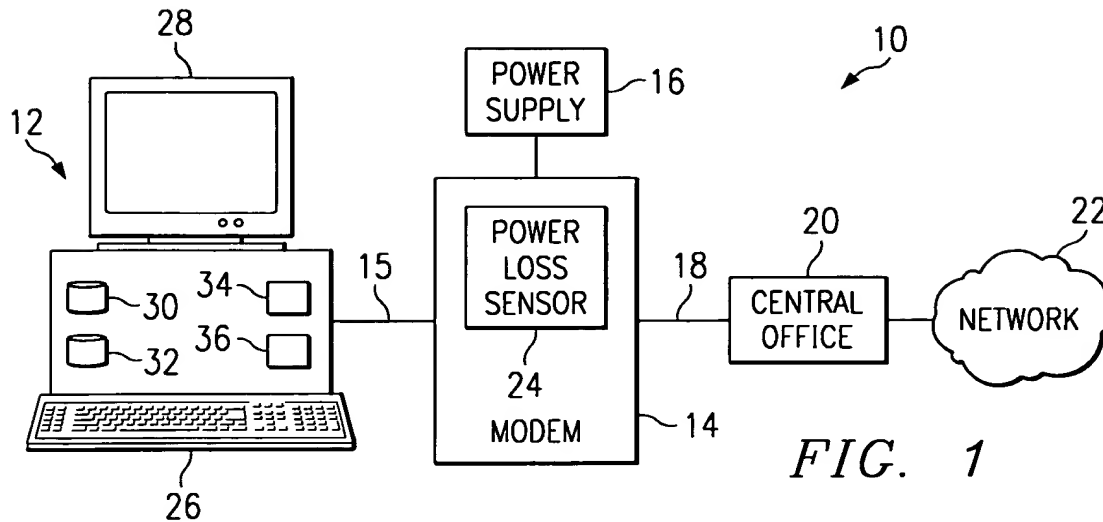 28
12
30
32
34
36
26
15
POWER
SUPPLY
16
POWER
LOSS
SENSOR
24
MODEM
14
18
20
CENTRAL
OFFICE
22
NETWORK
10
FIG. 1